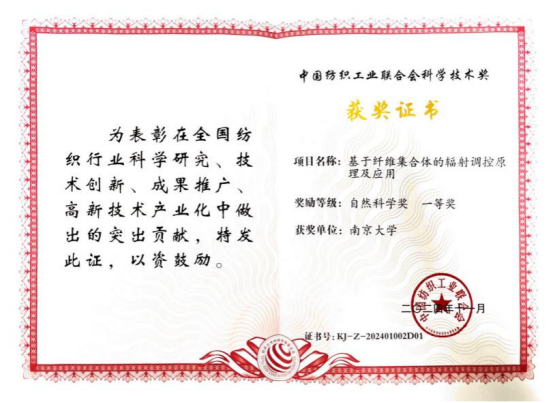 为表彰在全国纺
织行业科学研究、技
术创新、成果推广、
高新技术产业化中做
出的突出贡献，特发
此证，以资鼓励。
中国纺织工业联合会科学技术奖
获奖证书
项目名称：基于纤维集合体的辐射调控原
理及应用
奖励等级：自然科学奖 一等奖
获奖单位：南京大学
中国纺织工业联合会
二〇二四年十一月
证书号：KJ-Z-202401002D01